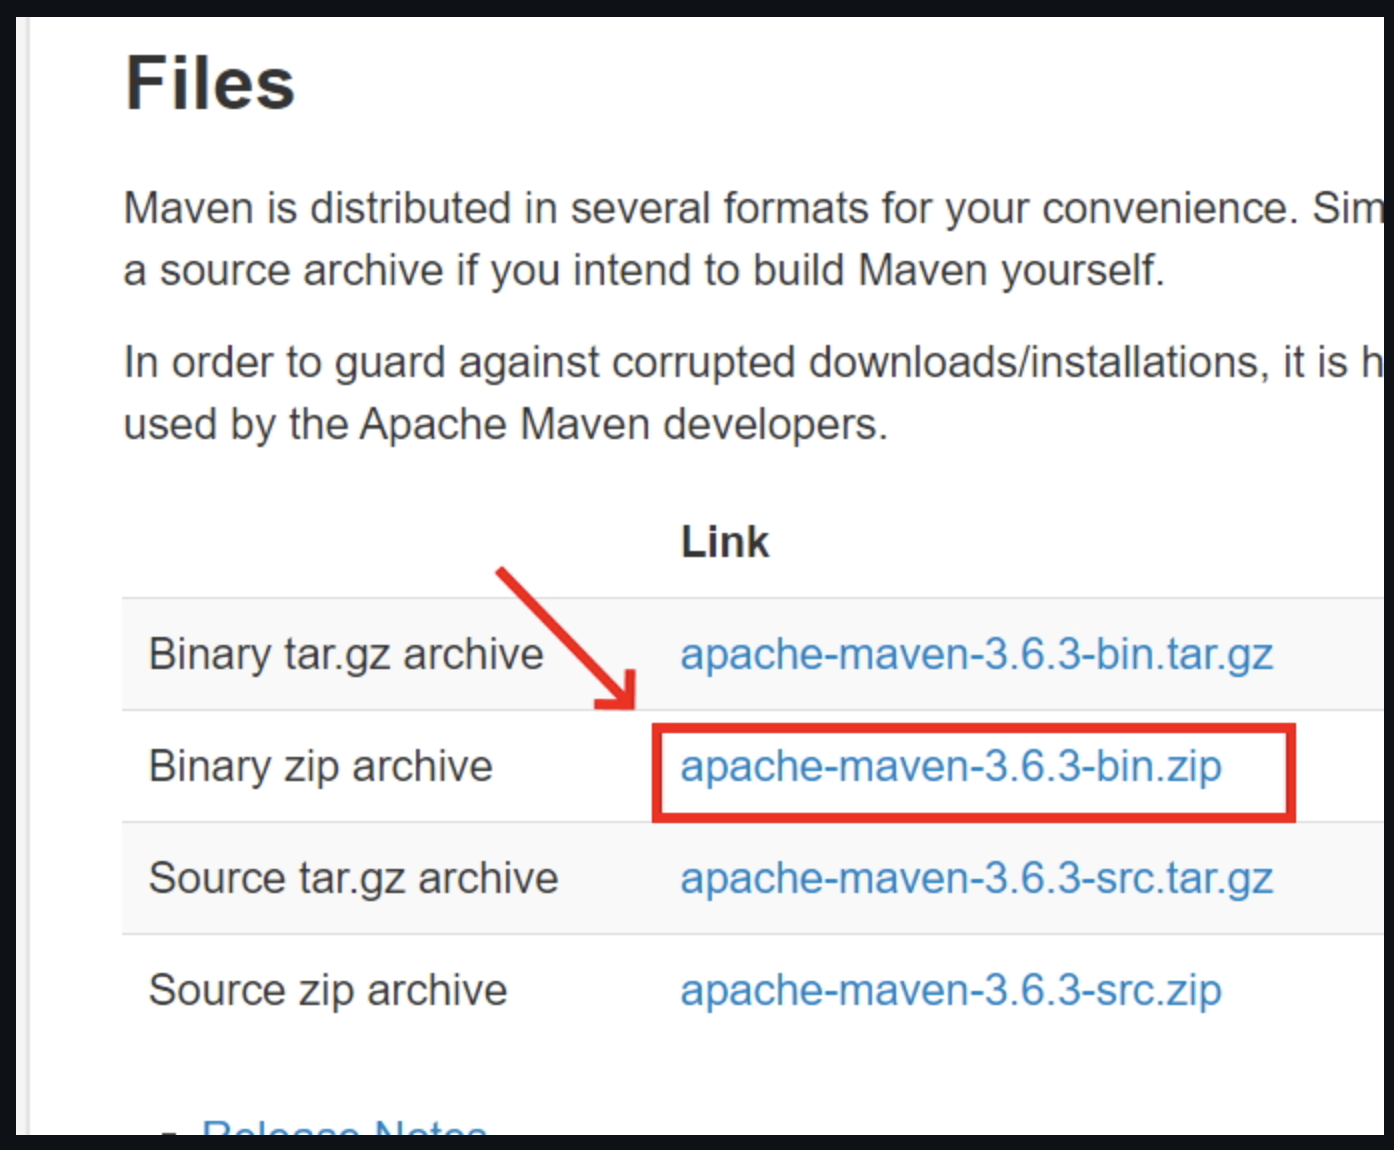 Files
Maven is distributed in several formats for your convenience. Sim
a source archive if you intend to build Maven yourself.
In order to guard against corrupted downloads/installations, it is h
used by the Apache Maven developers.
Link
Binary tar.gz archive apache-maven-3.6.3-bin.tar.gz
Binary zip archive apache-maven-3.6.3-bin.zip
Source tar.gz archive apache-maven-3.6.3-src.tar.gz
Source zip archive apache-maven-3.6.3-src.zip
Release Notes